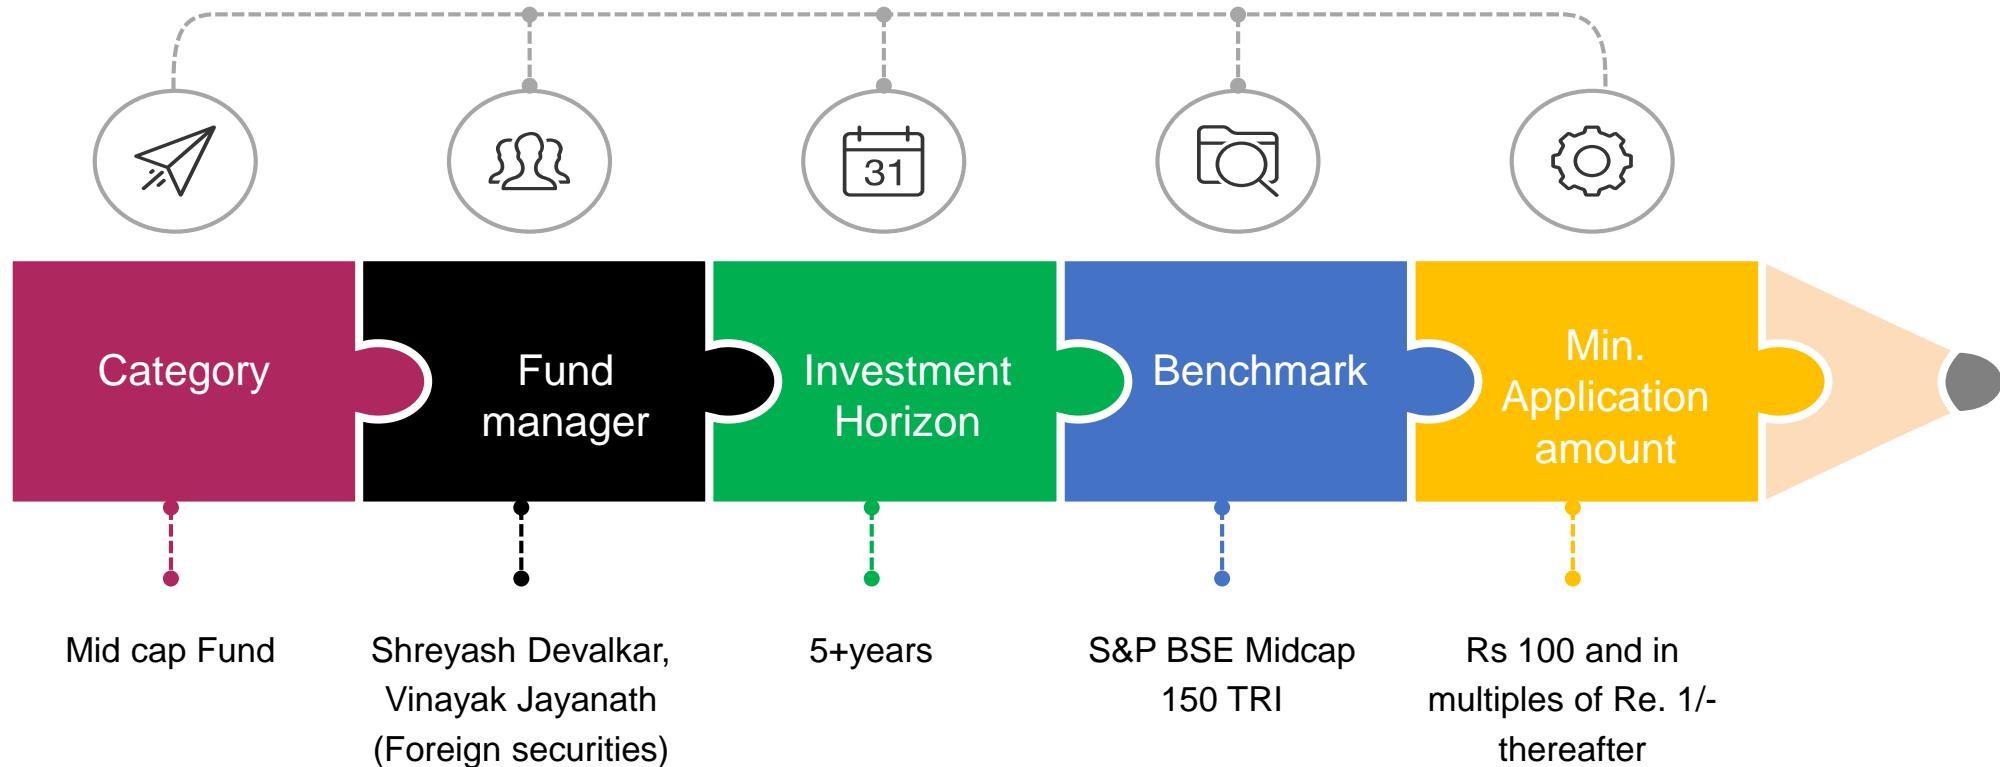 31
Category
Fund
manager
Investment
Horizon
Benchmark
Min.
Application
amount
Mid cap Fund
Shreyash Devalkar,
Vinayak Jayanath
(Foreign securities)
5+years
S&P BSE Midcap
150 TRI
Rs 100 and in
multiples of Re. 1/-
thereafter